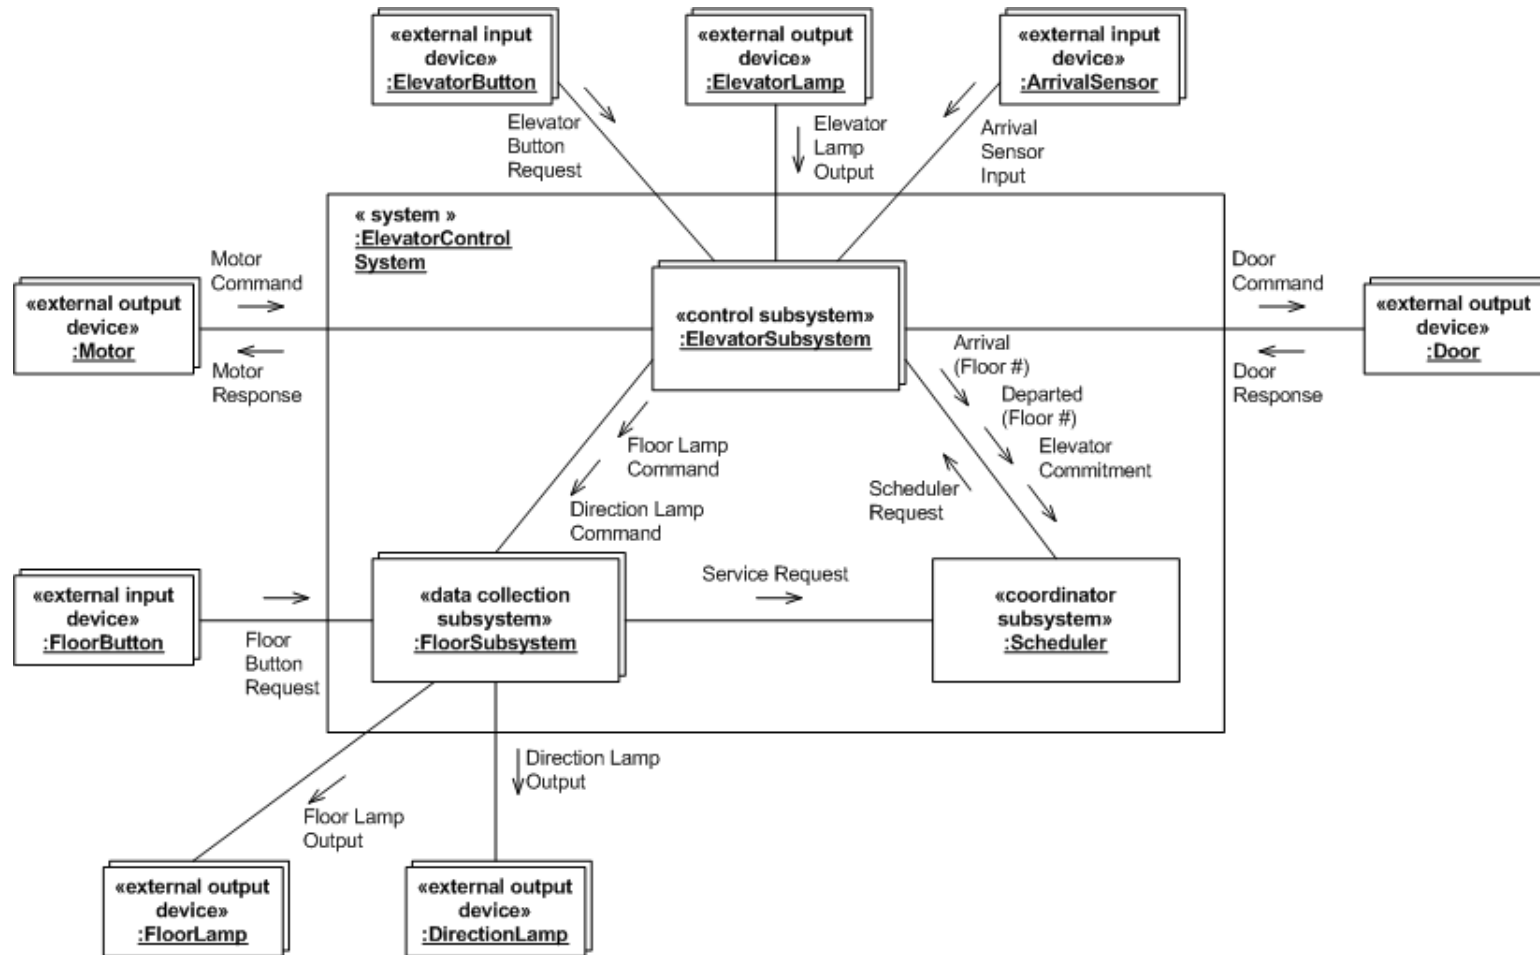 «external input
device»
:ElevatorButton
«external output
device»
:ElevatorLamp
«external input
device»
:ArrivalSensor
Elevator
Button
Request
Elevator
Lamp
Output
Arrival
Sensor
Input
« system »
:ElevatorControl
System
Motor
Command
«external output
device»
:Motor
Motor
Response
«control subsystem»
:ElevatorSubsystem
Door
Command
«external output
device»
:Door
Door
Response
Arrival
(Floor #)
Departed
(Floor #)
Elevator
Commitment
Scheduler
Request
Floor Lamp
Command
Direction Lamp
Command
«external input
device»
:FloorButton
Floor
Button
Request
«data collection
subsystem»
:FloorSubsystem
Service Request
«coordinator
subsystem»
:Scheduler
Direction Lamp
Output
Floor Lamp
Output
«external output
device»
:FloorLamp
«external output
device»
:DirectionLamp